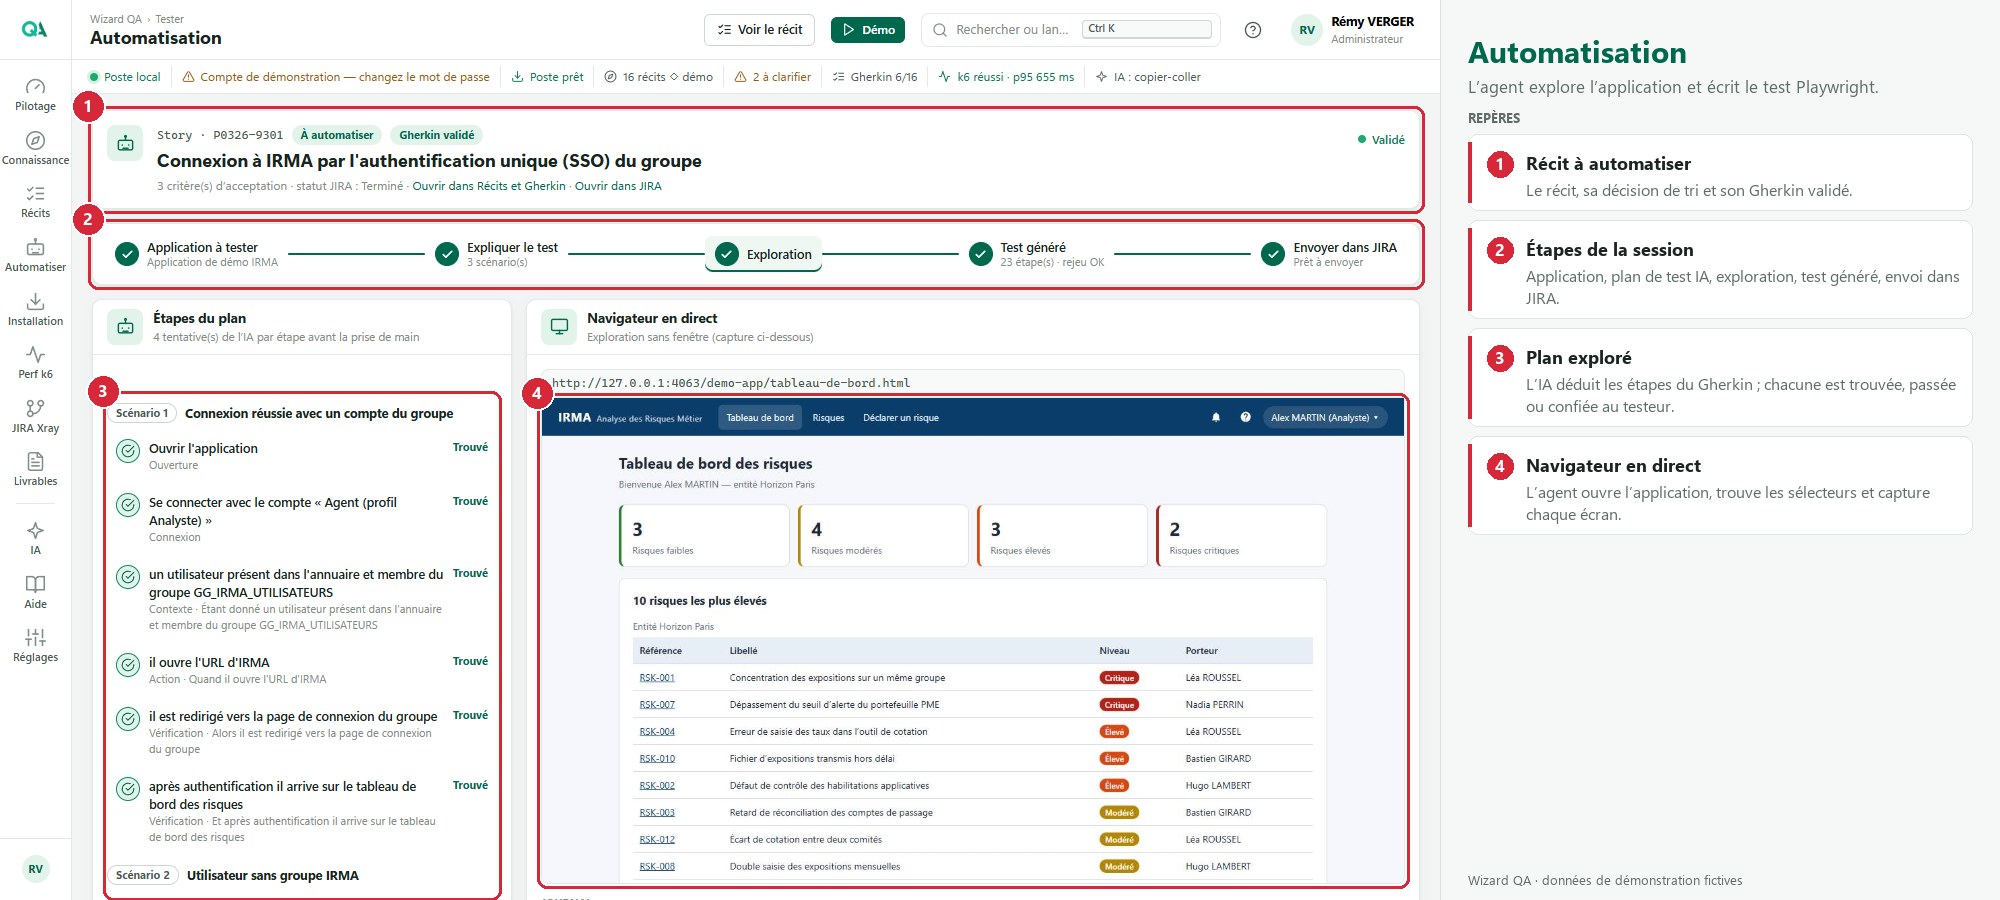 QA
Wizard QA › Tester
Automatisation
Voir le récit
Démo
Rechercher ou lan...
Ctrl K
RV
Rémy VERGER
Administrateur
Poste local
Compte de démonstration — changez le mot de passe
Poste prêt
16 récits ◇ démo
2 à clarifier
Gherkin 6/16
k6 réussi · p95 655 ms
IA : copier-coller
Pilotage
Connaissance
Récits
Automatiser
Installation
Perf k6
JIRA Xray
Livrables
IA
Aide
Réglages
RV
1
Story · P0326-9301
À automatiser
Gherkin validé
Validé
Connexion à IRMA par l'authentification unique (SSO) du groupe
3 critère(s) d'acceptation · statut JIRA : Terminé · Ouvrir dans Récits et Gherkin · Ouvrir dans JIRA
2
Application à tester
Application de démo IRMA
Expliquer le test
3 scénario(s)
Exploration
Test généré
23 étape(s) · rejeu OK
Envoyer dans JIRA
Prêt à envoyer
Étapes du plan
4 tentative(s) de l'IA par étape avant la prise de main
3
Scénario 1
Connexion réussie avec un compte du groupe
Ouvrir l'application
Trouvé
Ouverture
Se connecter avec le compte « Agent (profil
Analyste) »
Trouvé
Connexion
un utilisateur présent dans l'annuaire et membre du
groupe GG_IRMA_UTILISATEURS
Trouvé
Contexte · Étant donné un utilisateur présent dans l'annuaire
et membre du groupe GG_IRMA_UTILISATEURS
il ouvre l'URL d'IRMA
Trouvé
Action · Quand il ouvre l'URL d'IRMA
il est redirigé vers la page de connexion du groupe
Trouvé
Vérification · Alors il est redirigé vers la page de connexion
du groupe
après authentification il arrive sur le tableau de
bord des risques
Trouvé
Vérification · Et après authentification il arrive sur le tableau
de bord des risques
Scénario 2
Utilisateur sans groupe IRMA
Navigateur en direct
Exploration sans fenêtre (capture ci-dessous)
4
http://127.0.0.1:4063/demo-app/tableau-de-bord.html
IRMA Analyse des Risques Métier
Tableau de bord
Risques
Déclarer un risque
Alex MARTIN (Analyste)
Tableau de bord des risques
Bienvenue Alex MARTIN — entité Horizon Paris
3
Risques faibles
4
Risques modérés
3
Risques élevés
2
Risques critiques
10 risques les plus élevés
Entité Horizon Paris
Référence Libellé Niveau Porteur
RSK-001 Concentration des expositions sur un même groupe Critique Léa ROUSSEL
RSK-007 Dépassement du seuil d'alerte du portefeuille PME Critique Nadia PERRIN
RSK-004 Erreur de saisie des taux dans l'outil de cotation Élevé Léa ROUSSEL
RSK-010 Fichier d'expositions transmis hors délai Élevé Bastien GIRARD
RSK-002 Défaut de contrôle des habilitations applicatives Élevé Hugo LAMBERT
RSK-003 Retard de réconciliation des comptes de passage Modéré Bastien GIRARD
RSK-012 Écart de cotation entre deux comités Modéré Léa ROUSSEL
RSK-008 Double saisie des expositions mensuelles Modéré Hugo LAMBERT
Automatisation
L'agent explore l'application et écrit le test Playwright.
REPÈRES
1
Récit à automatiser
Le récit, sa décision de tri et son Gherkin validé.
2
Étapes de la session
Application, plan de test IA, exploration, test généré, envoi dans
JIRA.
3
Plan exploré
L'IA déduit les étapes du Gherkin ; chacune est trouvée, passée
ou confiée au testeur.
4
Navigateur en direct
L'agent ouvre l'application, trouve les sélecteurs et capture
chaque écran.
Wizard QA · données de démonstration fictives